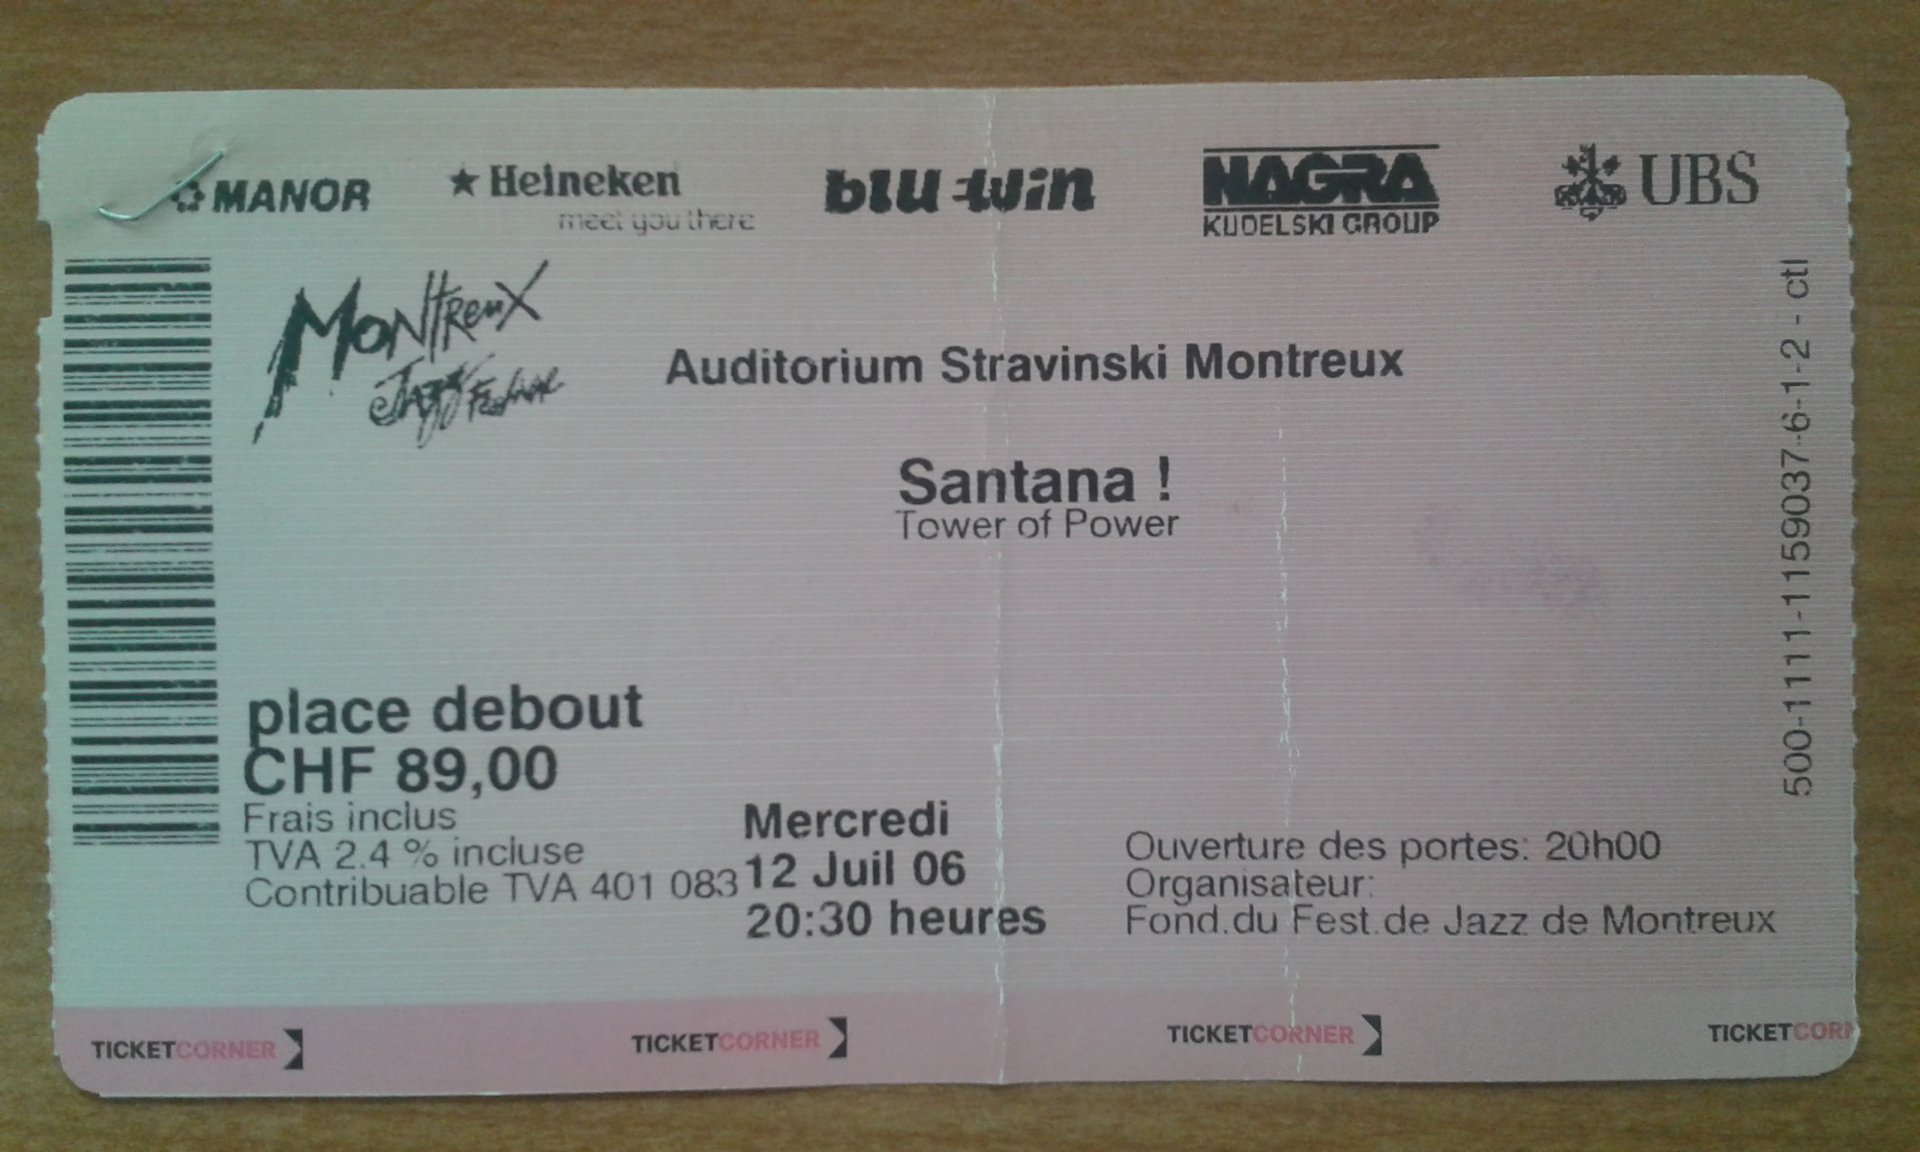 MANOR
Heineken
meet you there
bluewin
NAGRA
KUDELSKI GROUP
UBS
MONTREUX
JAZZ FESTIVAL
Auditorium Stravinski Montreux
Santana !
Tower of Power
place debout
CHF 89,00
Frais inclus
TVA 2.4 % incluse
Contribuable TVA 401 083
Mercredi
12 Juil 06
20:30 heures
Ouverture des portes: 20h00
Organisateur:
Fond.du Fest.de Jazz de Montreux
500-1111-1159037-6-1-2 - ctl
TICKETCORNER
TICKETCORNER
TICKETCORNER
TICKETCOR